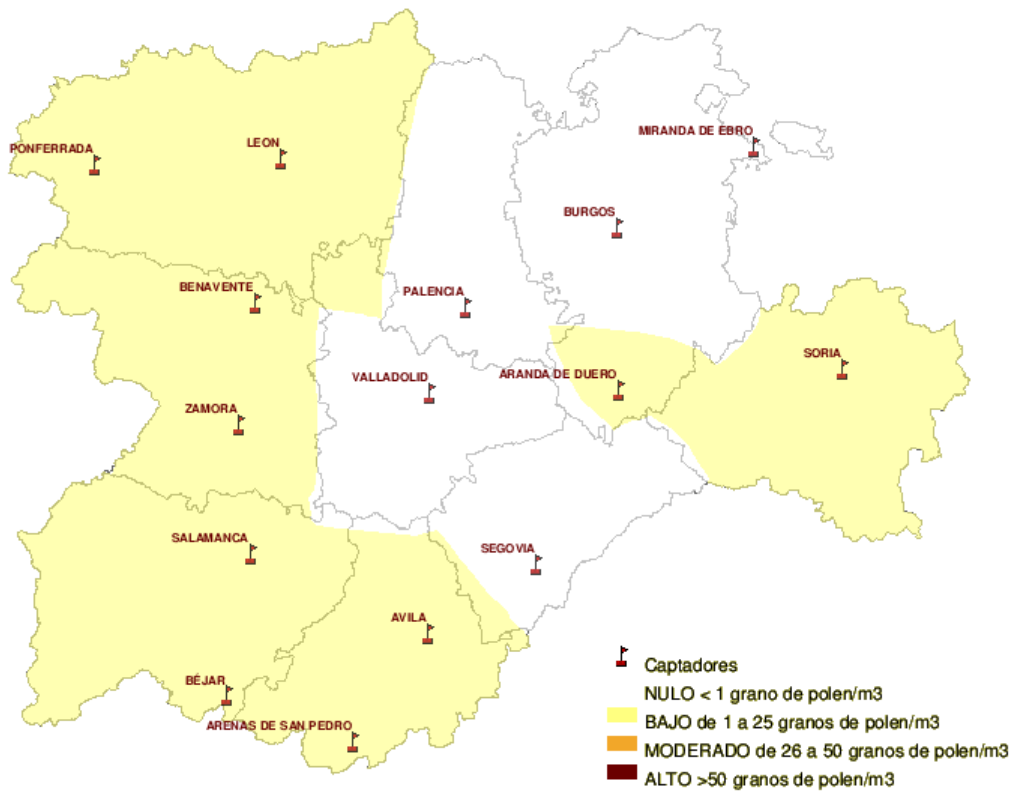 MIRANDA DE EBRO
PONFERRADA
LEON
BURGOS
BENAVENTE
PALENCIA
SORIA
VALLADOLID
ARANDA DE DUERO
ZAMORA
SALAMANCA
SEGOVIA
AVILA
BÉJAR
ARENAS DE SAN PEDRO
Captadores
NULO < 1 grano de polen/m3
BAJO de 1 a 25 granos de polen/m3
MODERADO de 26 a 50 granos de polen/m3
ALTO >50 granos de polen/m3